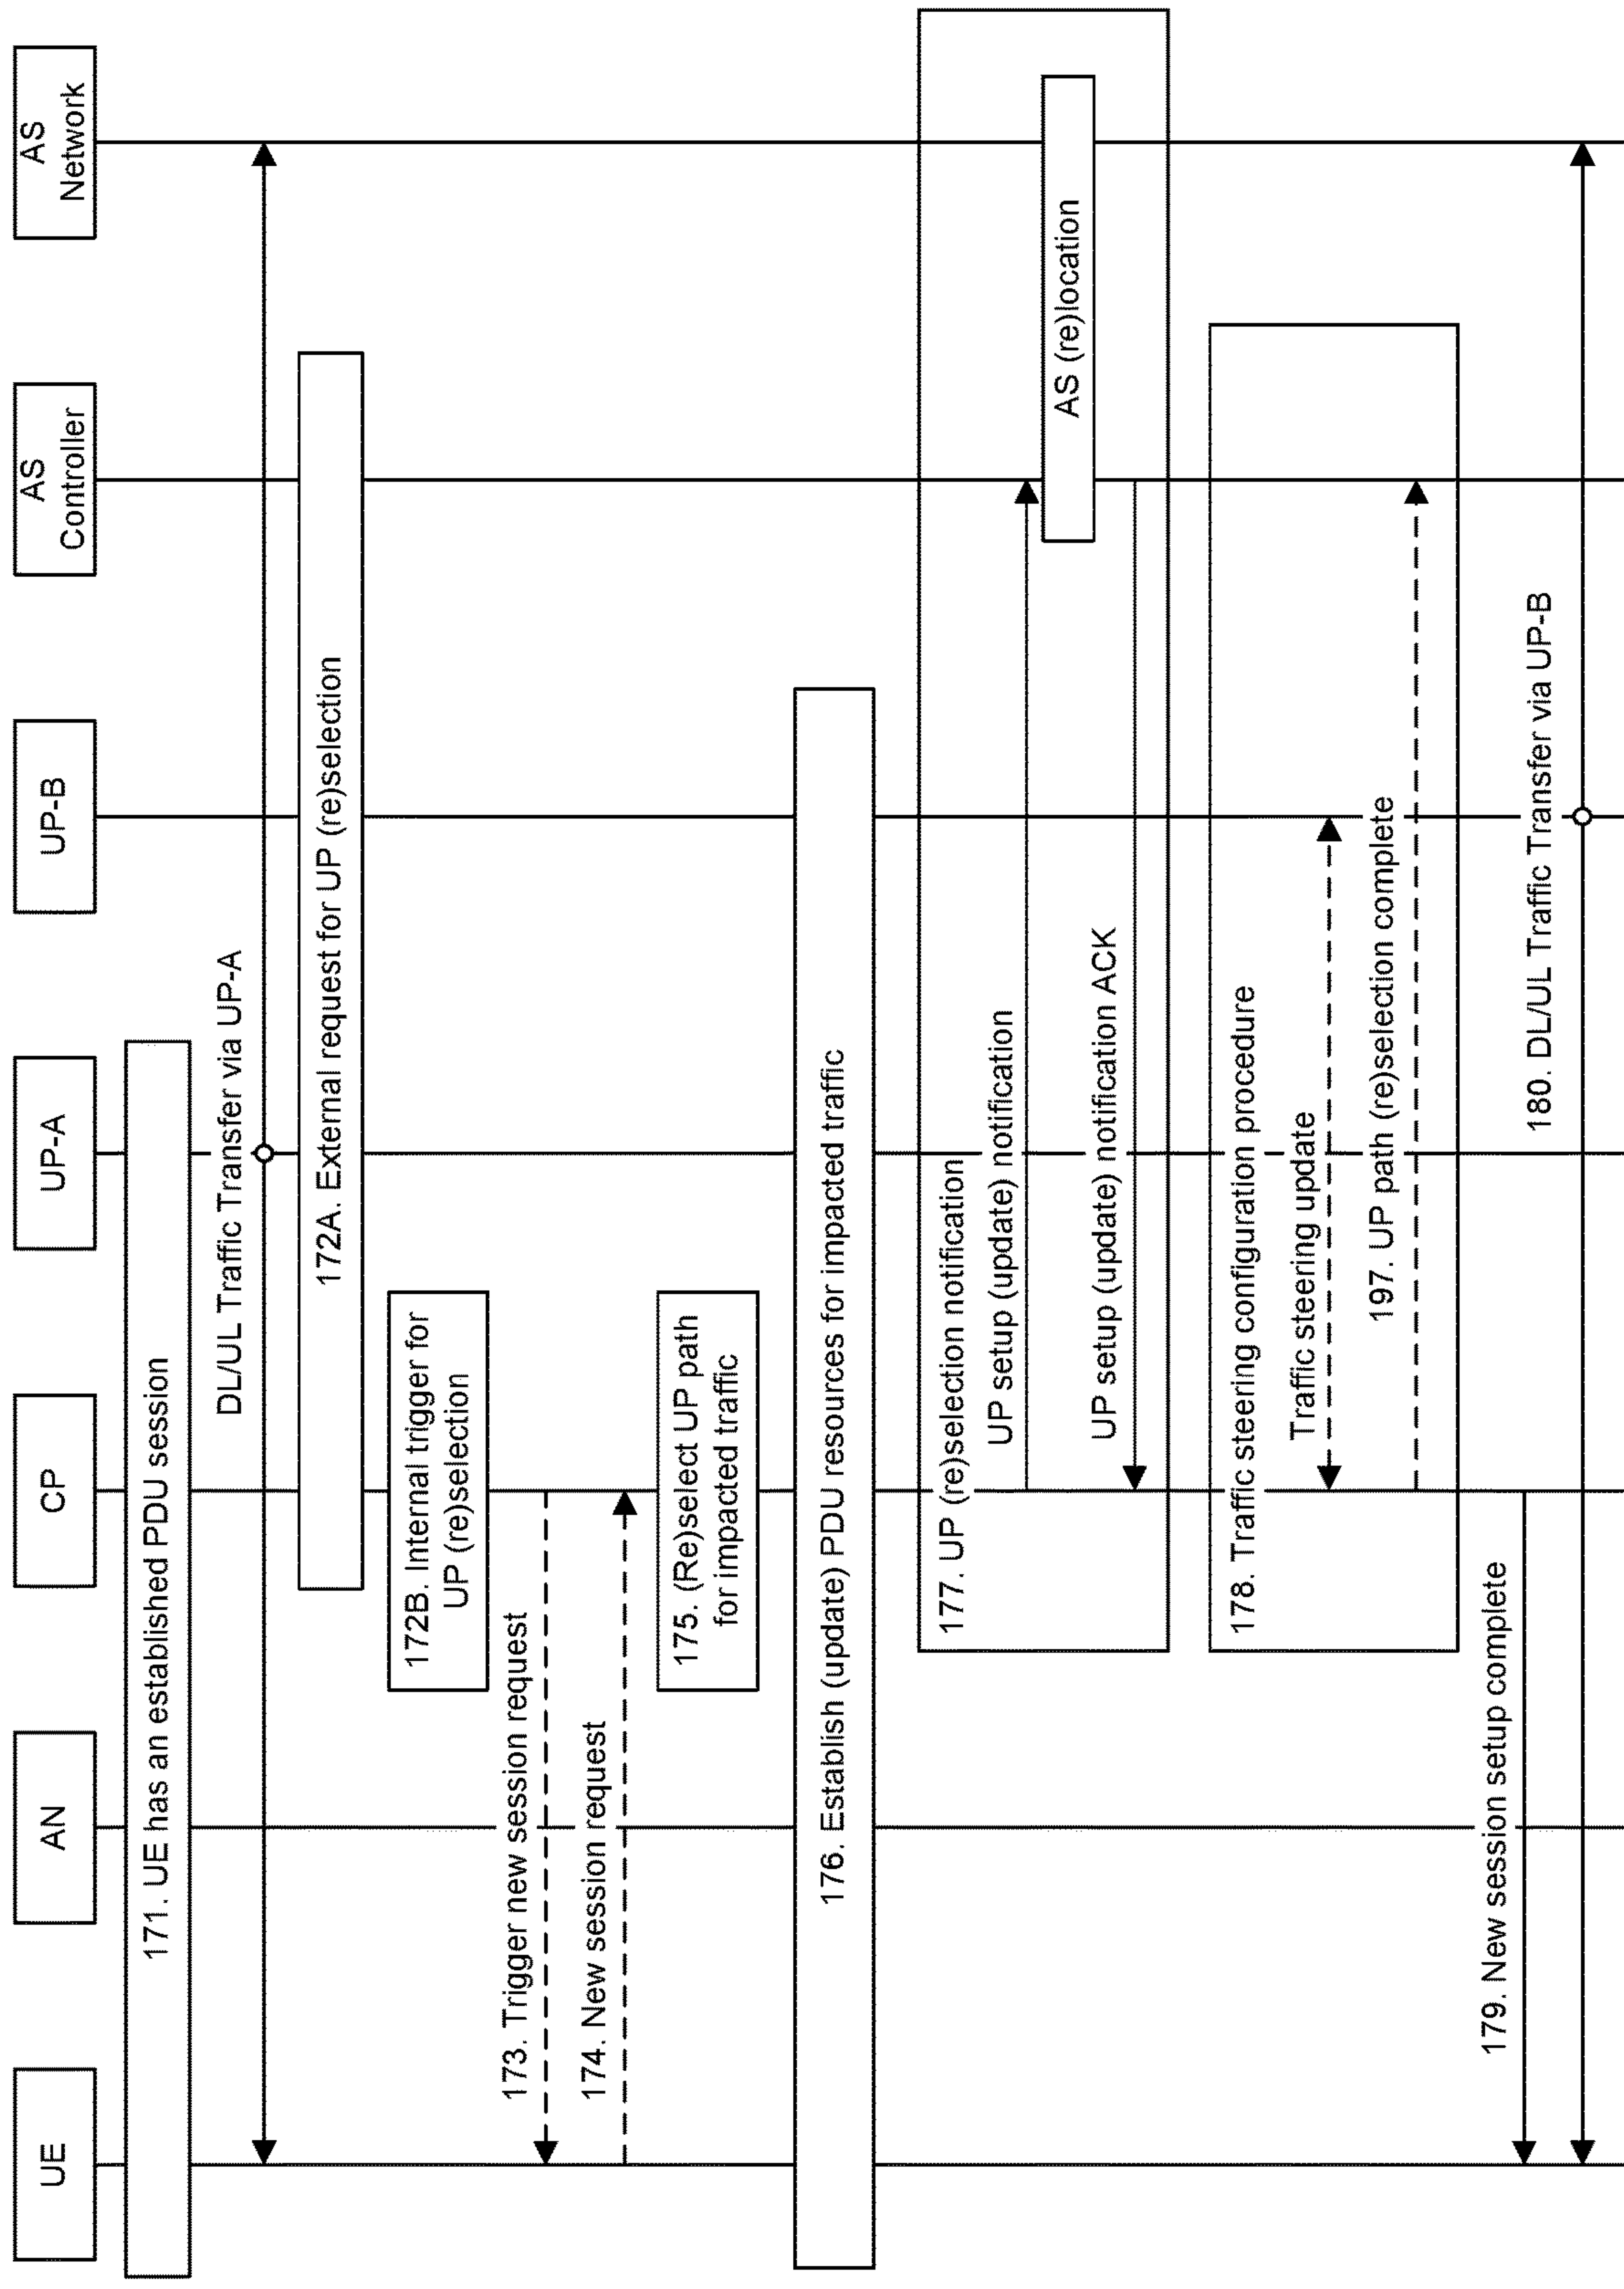 UE
AN
CP
UP-A
UP-B
AS
Controller
AS
Network
171. UE has an established PDU session
DL/UL Traffic Transfer via UP-A
172A. External request for UP (re)selection
172B. Internal trigger for
UP (re)selection
173. Trigger new session request
174. New session request
175. (Re)select UP path
for impacted traffic
176. Establish (update) PDU resources for impacted traffic
177. UP (re)selection notification
UP setup (update) notification
AS (re)location
UP setup (update) notification ACK
178. Traffic steering configuration procedure
Traffic steering update
197. UP path (re)selection complete
179. New session setup complete
180. DL/UL Traffic Transfer via UP-B